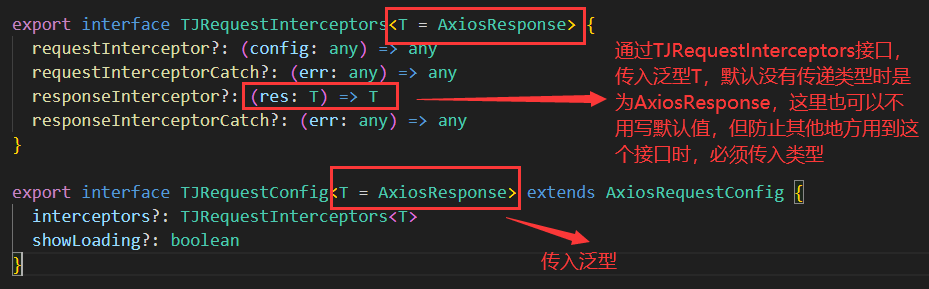 export interface TJRequestInterceptors<T = AxiosResponse> {
requestInterceptor?: (config: any) => any
requestInterceptorCatch?: (err: any) => any
responseInterceptor?: (res: T) => T
responseInterceptorCatch?: (err: any) => any
}
通过TJRequestInterceptors接口，
传入泛型T，默认没有传递类型时是
为AxiosResponse，这里也可以不
用写默认值，但防止其他地方用到这
个接口时，必须传入类型
export interface TJRequestConfig<T = AxiosResponse> extends AxiosRequestConfig {
interceptors?: TJRequestInterceptors<T>
showLoading?: boolean
}
传入泛型